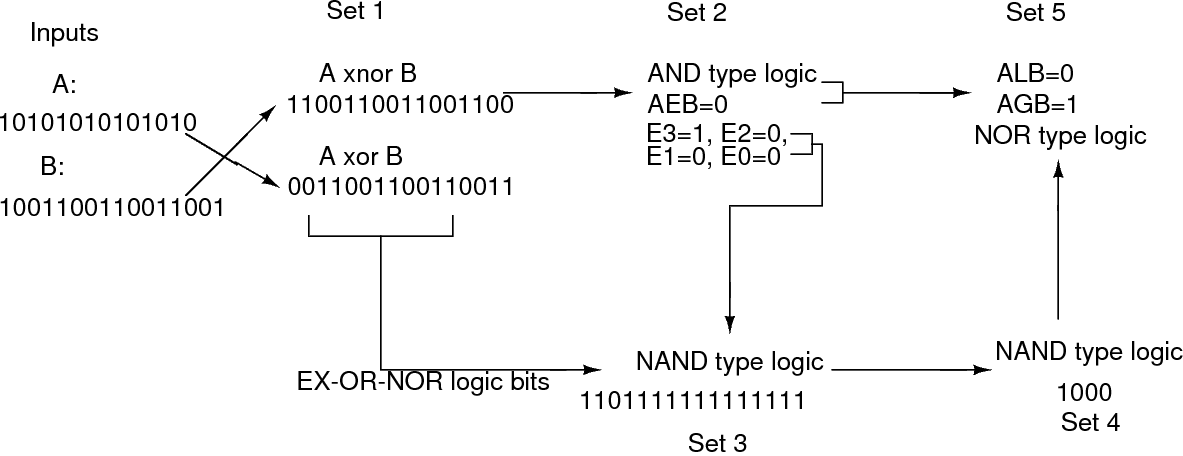 Set 1
Set 2
Set 5
Inputs
A:
10101010101010
B:
1001100110011001
A xnor B
1100110011001100
A xor B
0011001100110011
AND type logic
AEB=0
E3=1, E2=0,
E1=0, E0=0
ALB=0
AGB=1
NOR type logic
EX-OR-NOR logic bits
NAND type logic
1101111111111111
Set 3
NAND type logic
1000
Set 4